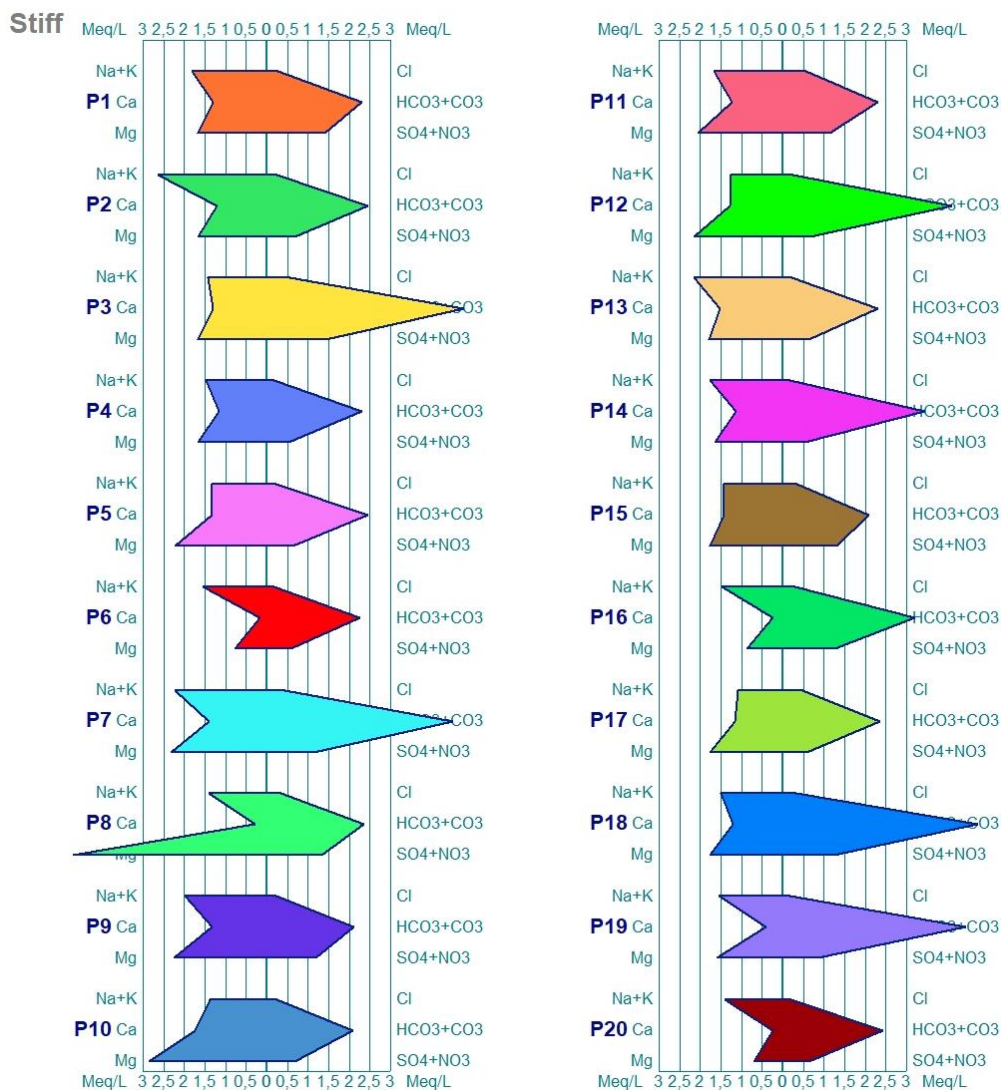 Stiff
Meq/L 3 2,5 2 1,5 1 0,5 0 0,5 1 1,5 2 2,5 3 Meq/L
Na+K Cl
P1 Ca HCO3+CO3
Mg SO4+NO3
Na+K Cl
P2 Ca HCO3+CO3
Mg SO4+NO3
Na+K Cl
P3 Ca CO3
Mg SO4+NO3
Na+K Cl
P4 Ca HCO3+CO3
Mg SO4+NO3
Na+K Cl
P5 Ca HCO3+CO3
Mg SO4+NO3
Na+K Cl
P6 Ca HCO3+CO3
Mg SO4+NO3
Na+K Cl
P7 Ca +CO3
Mg SO4+NO3
Na+K Cl
P8 Ca HCO3+CO3
Mg SO4+NO3
Na+K Cl
P9 Ca HCO3+CO3
Mg SO4+NO3
Na+K Cl
P10 Ca HCO3+CO3
Mg SO4+NO3
Meq/L 3 2,5 2 1,5 1 0,5 0 0,5 1 1,5 2 2,5 3 Meq/L
Meq/L 3 2,5 2 1,5 1 0,5 0 0,5 1 1,5 2 2,5 3 Meq/L
Na+K Cl
P11 Ca HCO3+CO3
Mg SO4+NO3
Na+K Cl
P12 Ca 3+CO3
Mg SO4+NO3
Na+K Cl
P13 Ca HCO3+CO3
Mg SO4+NO3
Na+K Cl
P14 Ca HCO3+CO3
Mg SO4+NO3
Na+K Cl
P15 Ca HCO3+CO3
Mg SO4+NO3
Na+K Cl
P16 Ca HCO3+CO3
Mg SO4+NO3
Na+K Cl
P17 Ca HCO3+CO3
Mg SO4+NO3
Na+K Cl
P18 Ca CO3
Mg SO4+NO3
Na+K Cl
P19 Ca +CO3
Mg SO4+NO3
Na+K Cl
P20 Ca HCO3+CO3
Mg SO4+NO3
Meq/L 3 2,5 2 1,5 1 0,5 0 0,5 1 1,5 2 2,5 3 Meq/L